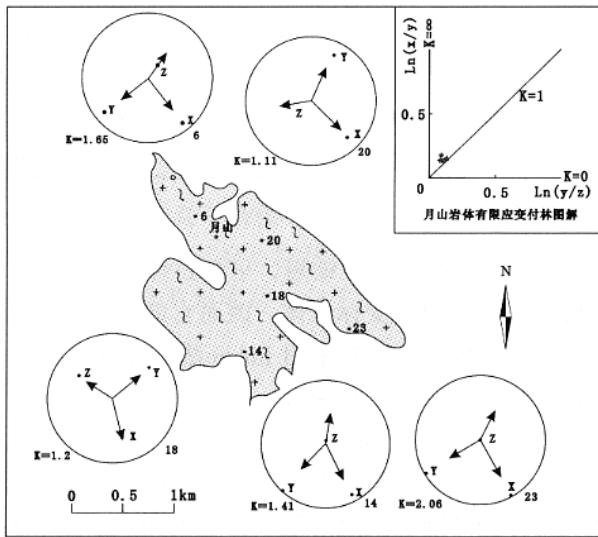 Z
Y
X
K=1.65
6
Y
Z
X
K=1.11
20
Ln(x/y)
K=∞
0.5
K=1
K=0
0
0.5
Ln(y/z)
月山岩体有限应变付林图解
6
月山
20
18
23
14
N
Z
Y
X
K=1.2
18
Z
Y
X
K=1.41
14
Z
Y
X
K=2.06
23
0
0.5
1km